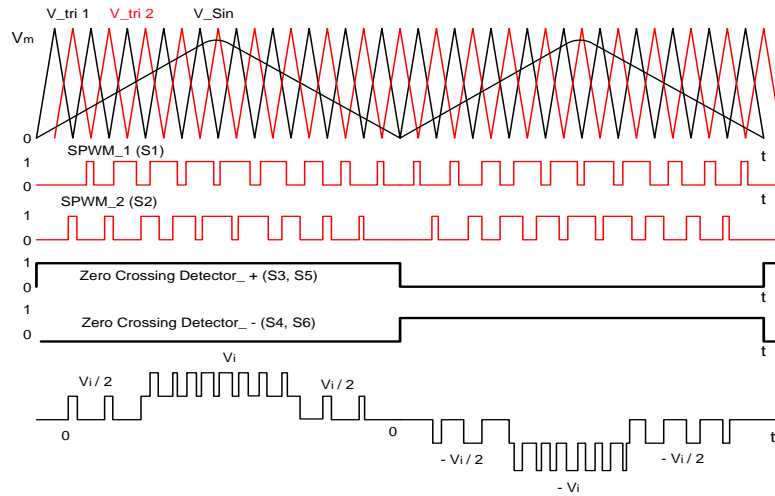 V_tri 1 V_tri 2 V_Sin
Vm
0
t
SPWM_1 (S1)
1
0
t
SPWM_2 (S2)
1
0
1
Zero Crossing Detector_ + (S3, S5)
0
t
1
Zero Crossing Detector_ - (S4, S6)
0
t
Vi
Vi / 2 Vi / 2
0 0 t
- Vi / 2 - Vi / 2
- Vi